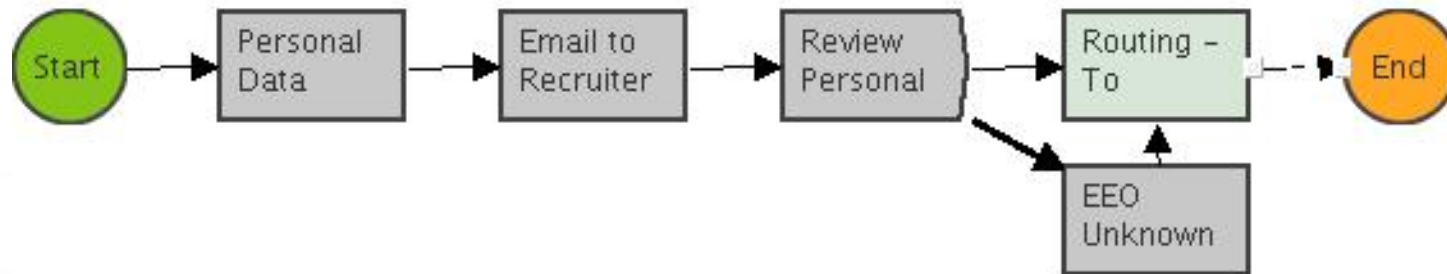 Start
Personal
Data
Email to
Recruiter
Review
Personal
Routing –
To
End
EEO
Unknown